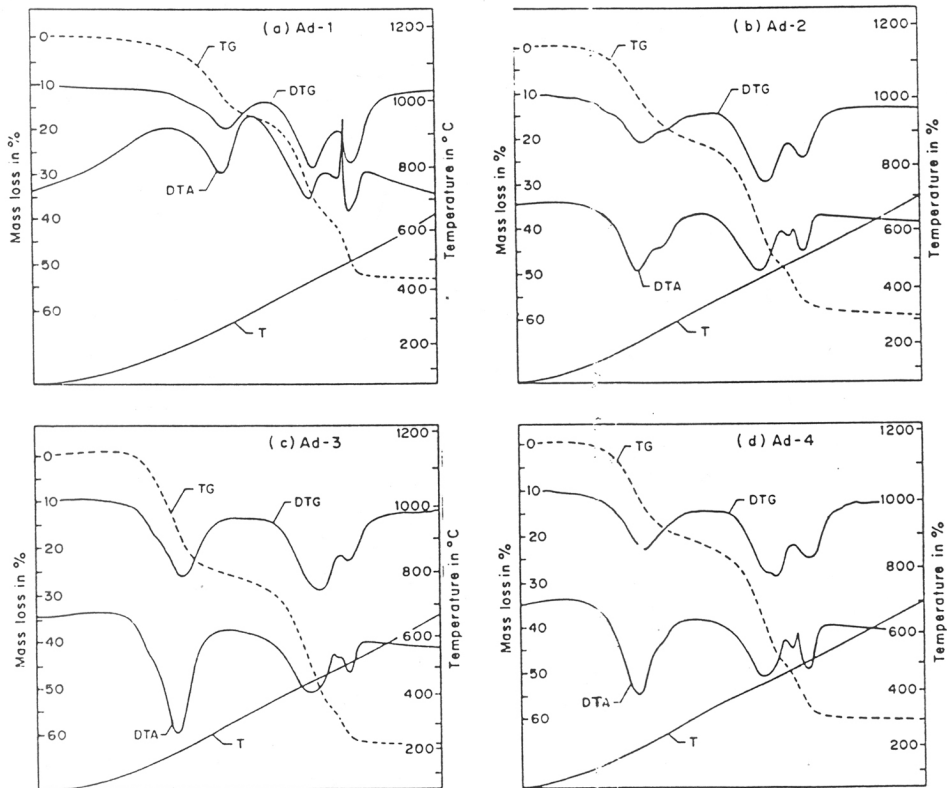 (a) Ad-1
1200
0
TG
10
DTG
1000
20
30
DTA
800
40
600
50
400
60
T
200
Mass loss in %
Temperature in °C
(b) Ad-2
1200
0
TG
10
DTG
1000
20
30
800
40
600
50
DTA
400
60
T
200
Mass loss in %
Temperature in %
(c) Ad-3
1200
0
TG
10
DTG
1000
20
30
800
40
600
50
400
60
DTA
T
200
Mass loss in %
Temperature in °C
(d) Ad-4
1200
0
TG
10
DTG
1000
20
30
800
40
600
50
DTA
400
60
T
200
Mass loss in %
Temperature in %